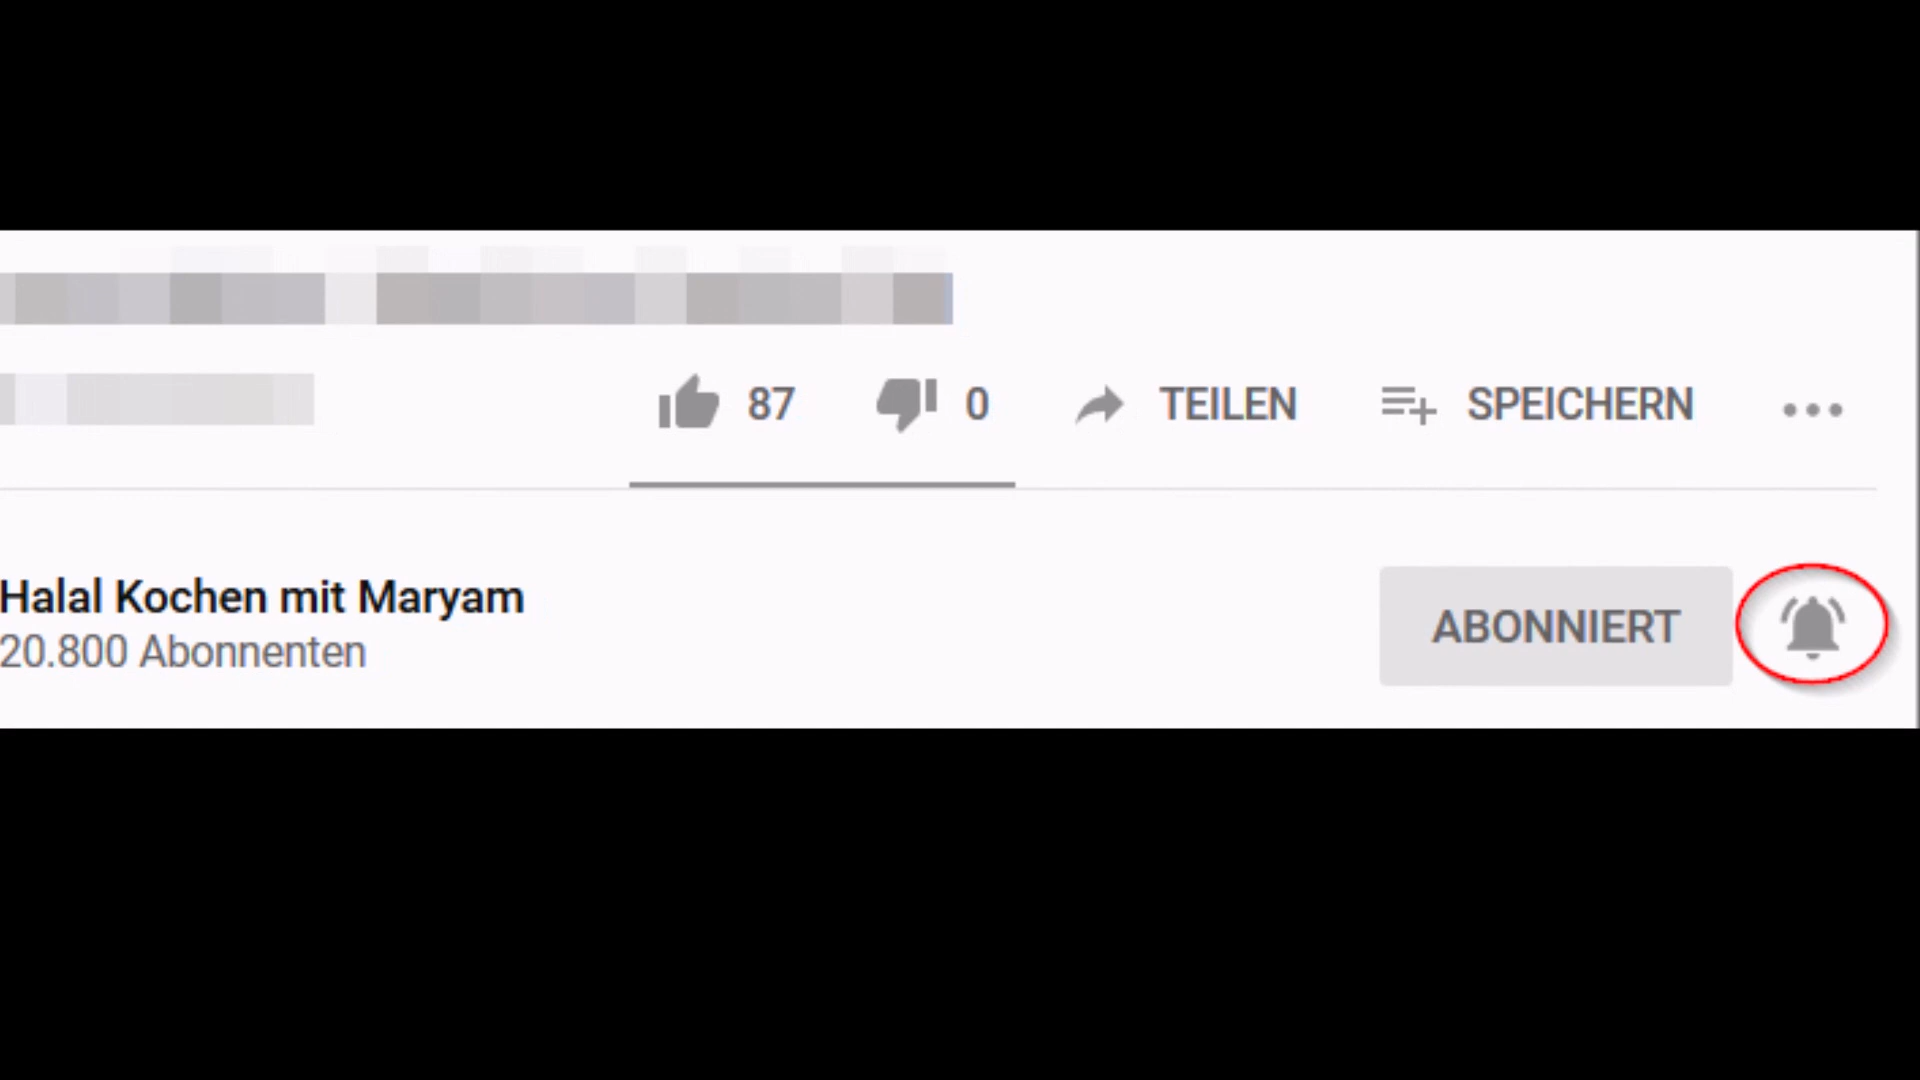 87 0 TEILEN SPEICHERN
Halal Kochen mit Maryam
20.800 Abonnenten
ABONNIERT